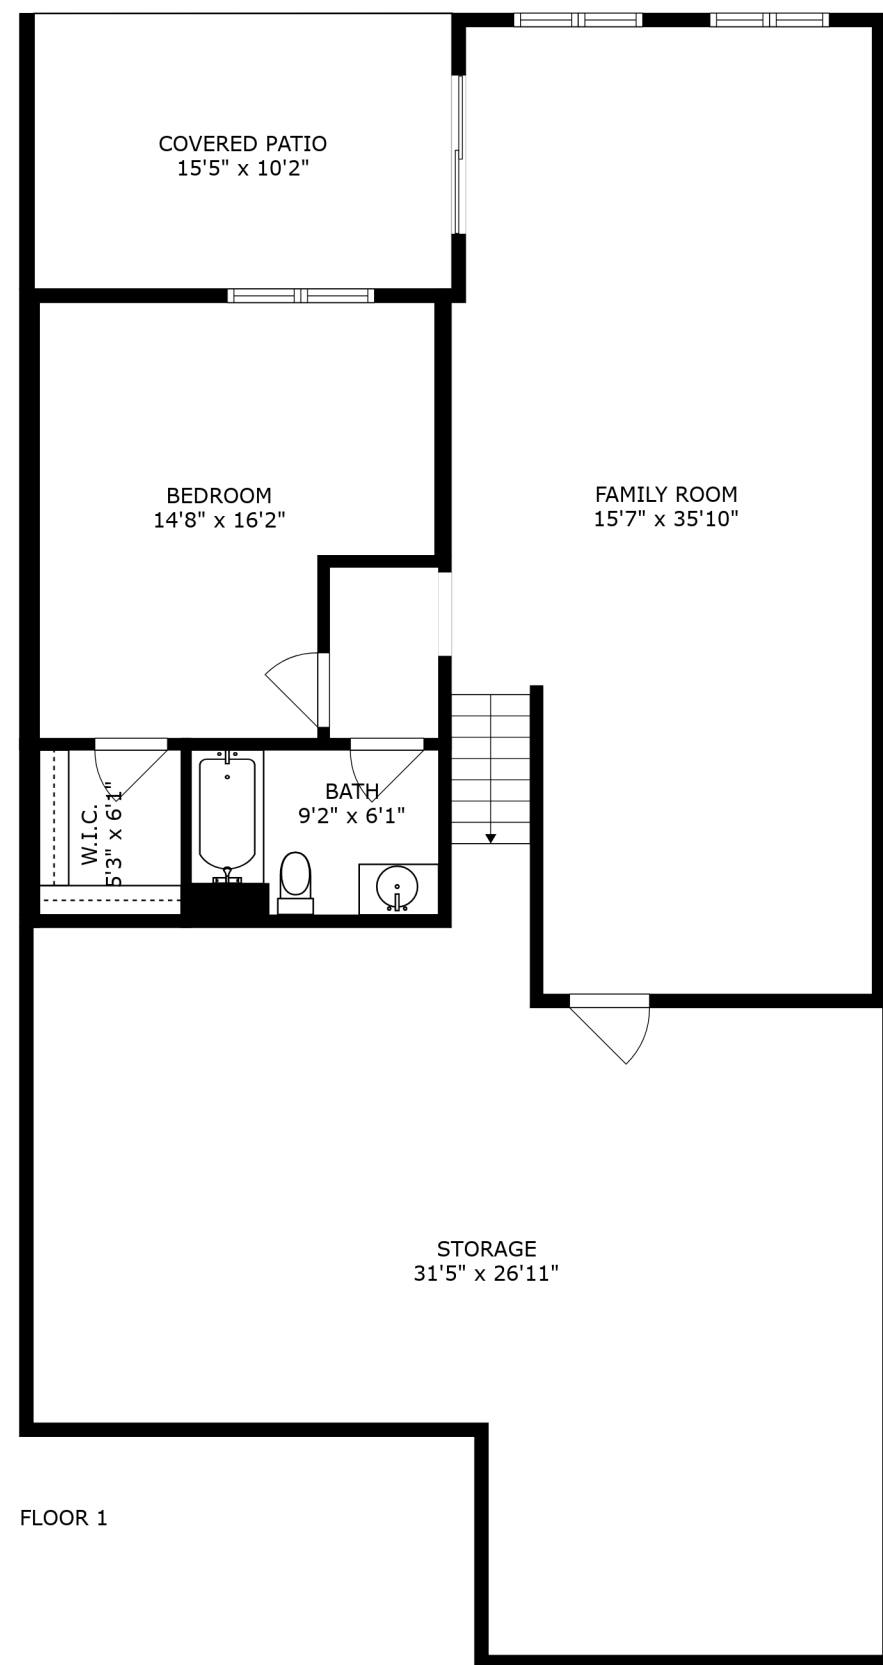 COVERED PATIO
15'5" x 10'2"
BEDROOM
14'8" x 16'2"
FAMILY ROOM
15'7" x 35'10"
W.I.C.
5'3" x 6'1"
BATH
9'2" x 6'1"
STORAGE
31'5" x 26'11"
FLOOR 1